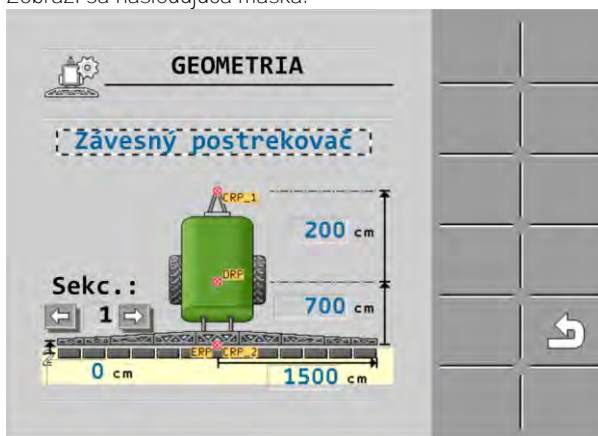 Zobrazí sa nasledujúca maska:
GEOMETRIA
Závesný postrekovač
CRP_1
200 cm
DRP
Sekc.:
700 cm
1
ERP CRP_2
0 cm
1500 cm